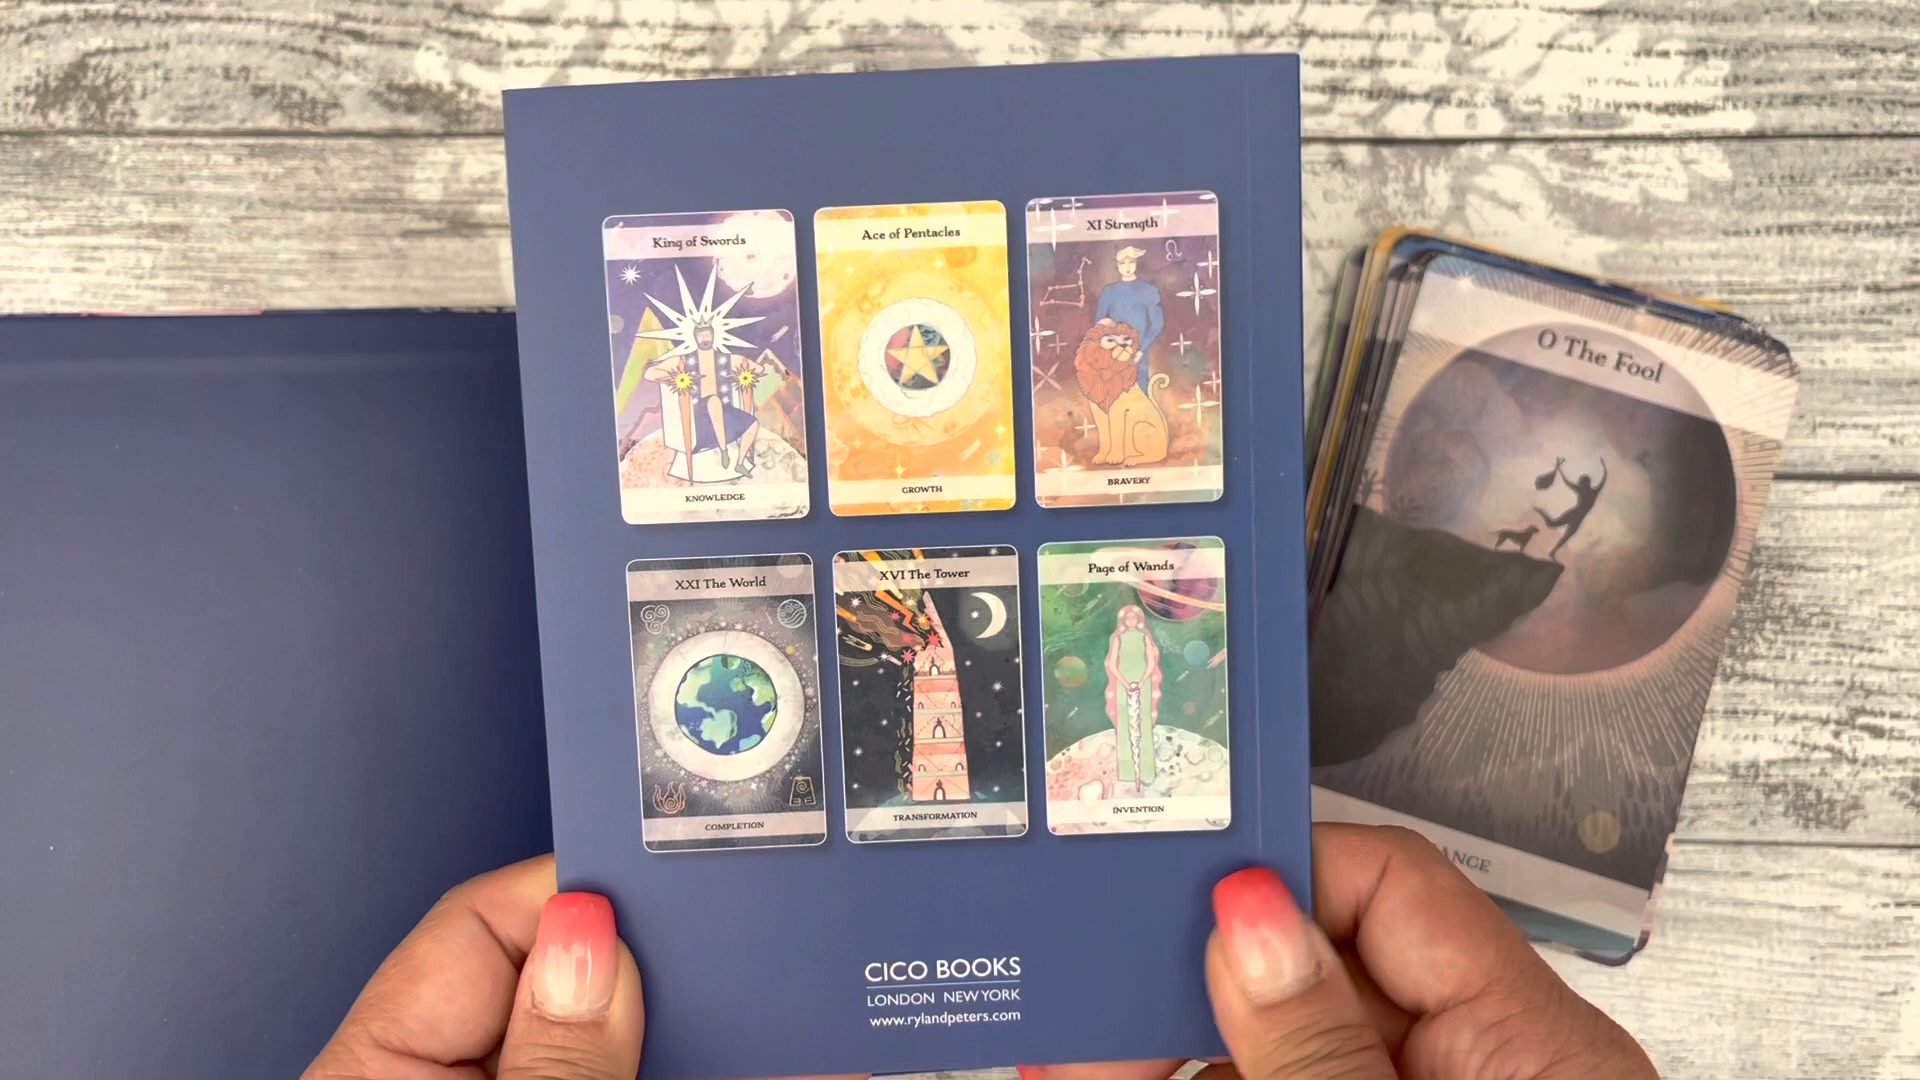 King of Swords
KNOWLEDGE
Ace of Pentacles
GROWTH
XI Strength
BRAVERY
XXI The World
COMPLETION
XVI The Tower
TRANSFORMATION
Page of Wands
INVENTION
CICO BOOKS
LONDON NEW YORK
www.rylandpeters.com
O The Fool